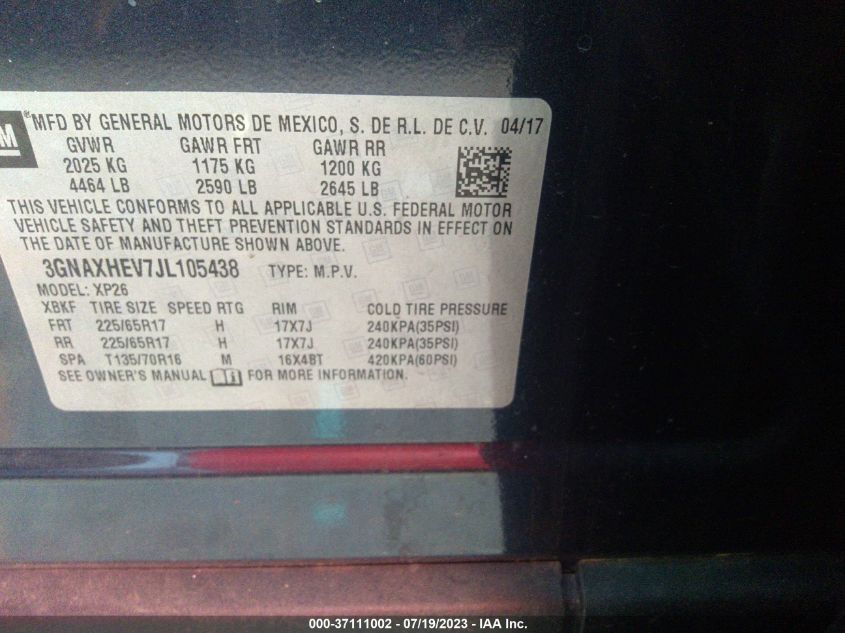 GM ® MFD BY GENERAL MOTORS DE MEXICO, S. DE R.L. DE C.V. 04/17
GVWR GAWR FRT GAWR RR
2025 KG 1175 KG 1200 KG
4464 LB 2590 LB 2645 LB
THIS VEHICLE CONFORMS TO ALL APPLICABLE U.S. FEDERAL MOTOR
VEHICLE SAFETY AND THEFT PREVENTION STANDARDS IN EFFECT ON
THE DATE OF MANUFACTURE SHOWN ABOVE.
3GNAXHEV7JL105438 TYPE: M.P.V.
MODEL: XP26
XBKF TIRE SIZE SPEED RTG RIM COLD TIRE PRESSURE
FRT 225/65R17 H 17X7J 240KPA(35PSI)
RR 225/65R17 H 17X7J 240KPA(35PSI)
SPA T135/70R16 M 16X4BT 420KPA(60PSI)
SEE OWNER'S MANUAL FOR MORE INFORMATION.
000-37111002 - 07/19/2023 - IAA Inc.